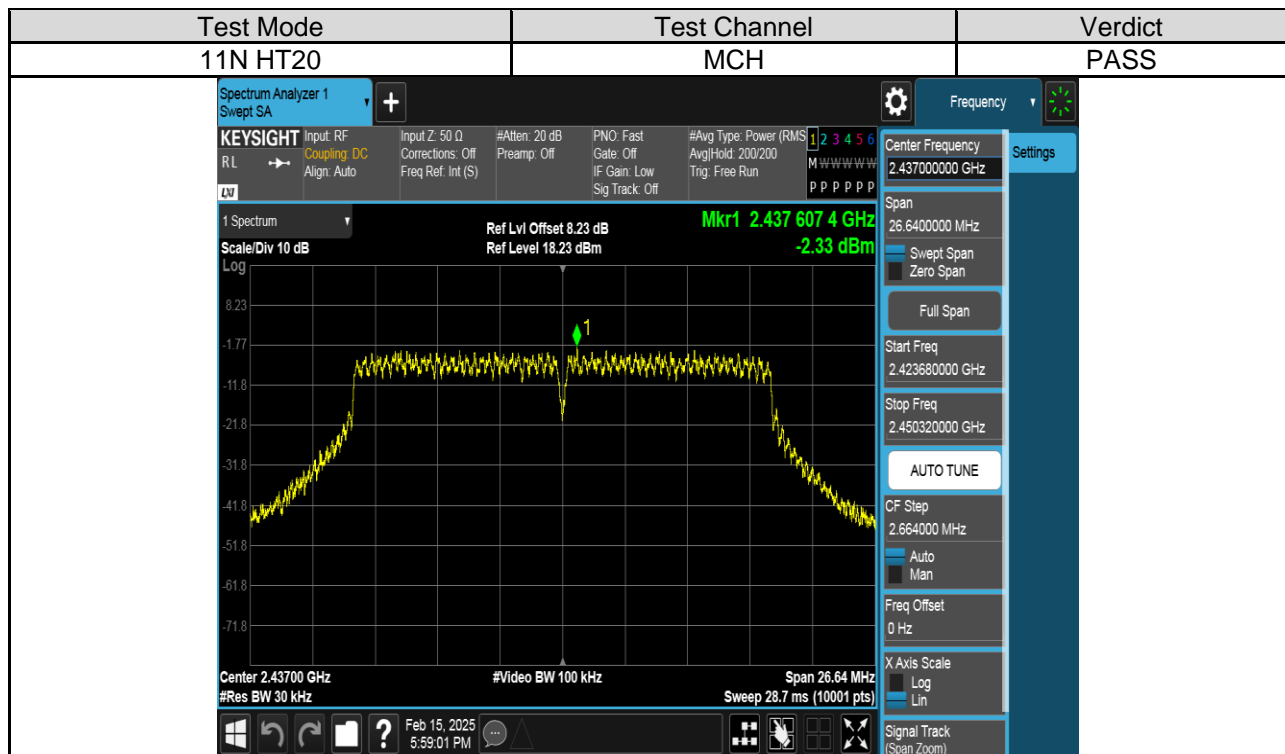 Test Mode Test Channel Verdict
11N HT20 MCH PASS
Spectrum Analyzer 1
Swept SA
+
Frequency
KEYSIGHT
R L
LXI
Input: RF
Coupling: DC
Align: Auto
Input Z: 50 Ω
Corrections: Off
Freq Ref: Int (S)
#Atten: 20 dB
Preamp: Off
PNO: Fast
Gate: Off
IF Gain: Low
Sig Track: Off
#Avg Type: Power (RMS
Avg|Hold: 200/200
Trig: Free Run
1 2 3 4 5 6
M W W W W W
P P P P P P
Settings
1 Spectrum
Scale/Div 10 dB
Ref Lvl Offset 8.23 dB
Ref Level 18.23 dBm
Mkr1 2.437 607 4 GHz
-2.33 dBm
Log
8.23
-1.77
-11.8
-21.8
-31.8
-41.8
-51.8
-61.8
-71.8
1
Center 2.43700 GHz
#Res BW 30 kHz
#Video BW 100 kHz
Span 26.64 MHz
Sweep 28.7 ms (10001 pts)
Center Frequency
2.437000000 GHz
Span
26.6400000 MHz
Swept Span
Zero Span
Full Span
Start Freq
2.423680000 GHz
Stop Freq
2.450320000 GHz
AUTO TUNE
CF Step
2.664000 MHz
Auto
Man
Freq Offset
0 Hz
X Axis Scale
Log
Lin
Signal Track
(Span Zoom)
?
Feb 15, 2025
5:59:01 PM